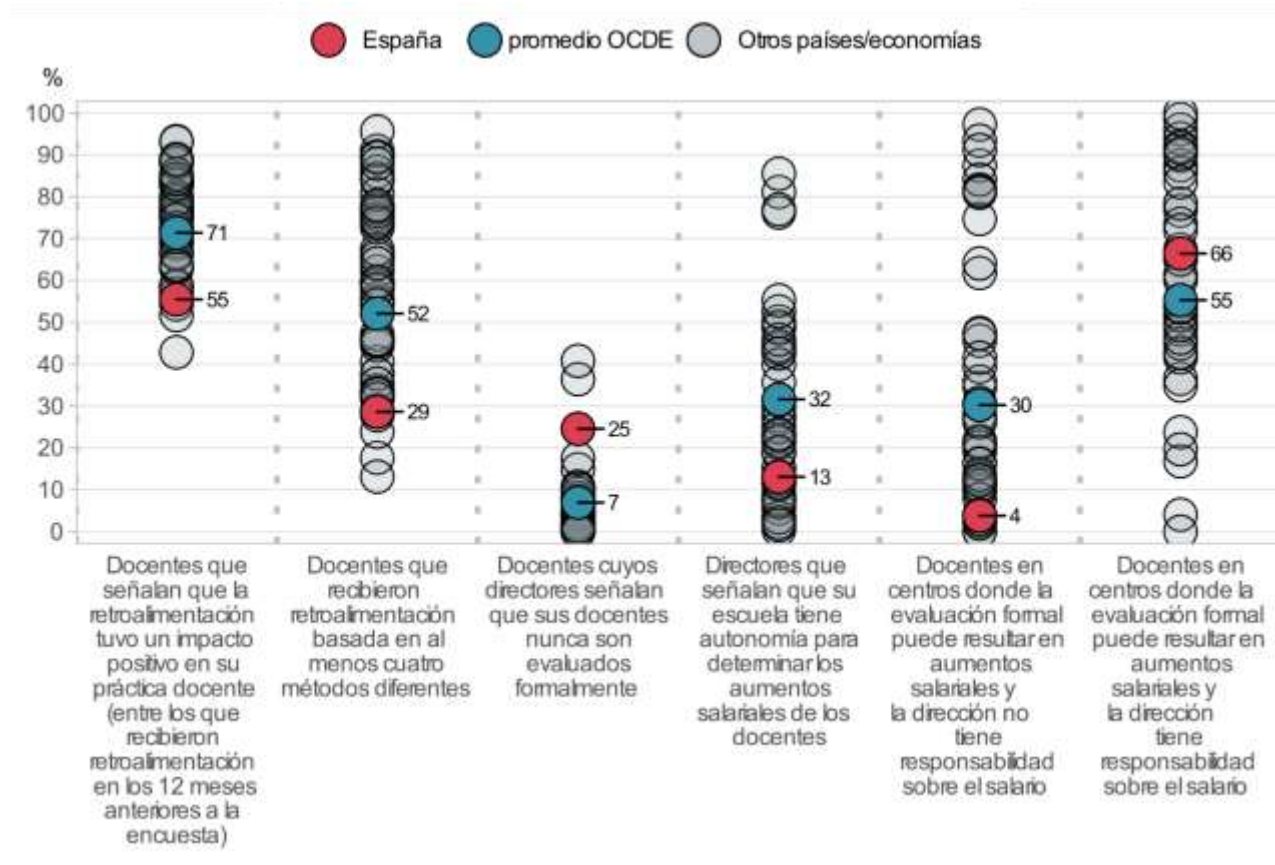 España promedio OCDE Otros países/economías
%
100
90
80
70
60
50
40
30
20
10
0
71
55
52
29
25
7
32
13
30
4
66
55
Docentes que
señalan que la
retroalimentación
tuvo un impacto
positivo en su
práctica docente
(entre los que
recibieron
retroalimentación
en los 12 meses
anteriores a la
encuesta)
Docentes que
recibieron
retroalimentación
basada en al
menos cuatro
métodos diferentes
Docentes cuyos
directores señalan
que sus docentes
nunca son
evaluados
formalmente
Directores que
señalan que su
escuela tiene
autonomía para
determinar los
aumentos
salariales de los
docentes
Docentes en
centros donde la
evaluación formal
puede resultar en
aumentos
salariales y
la dirección no
tiene
responsabilidad
sobre el salario
Docentes en
centros donde la
evaluación formal
puede resultar en
aumentos
salariales y
la dirección
tiene
responsabilidad
sobre el salario